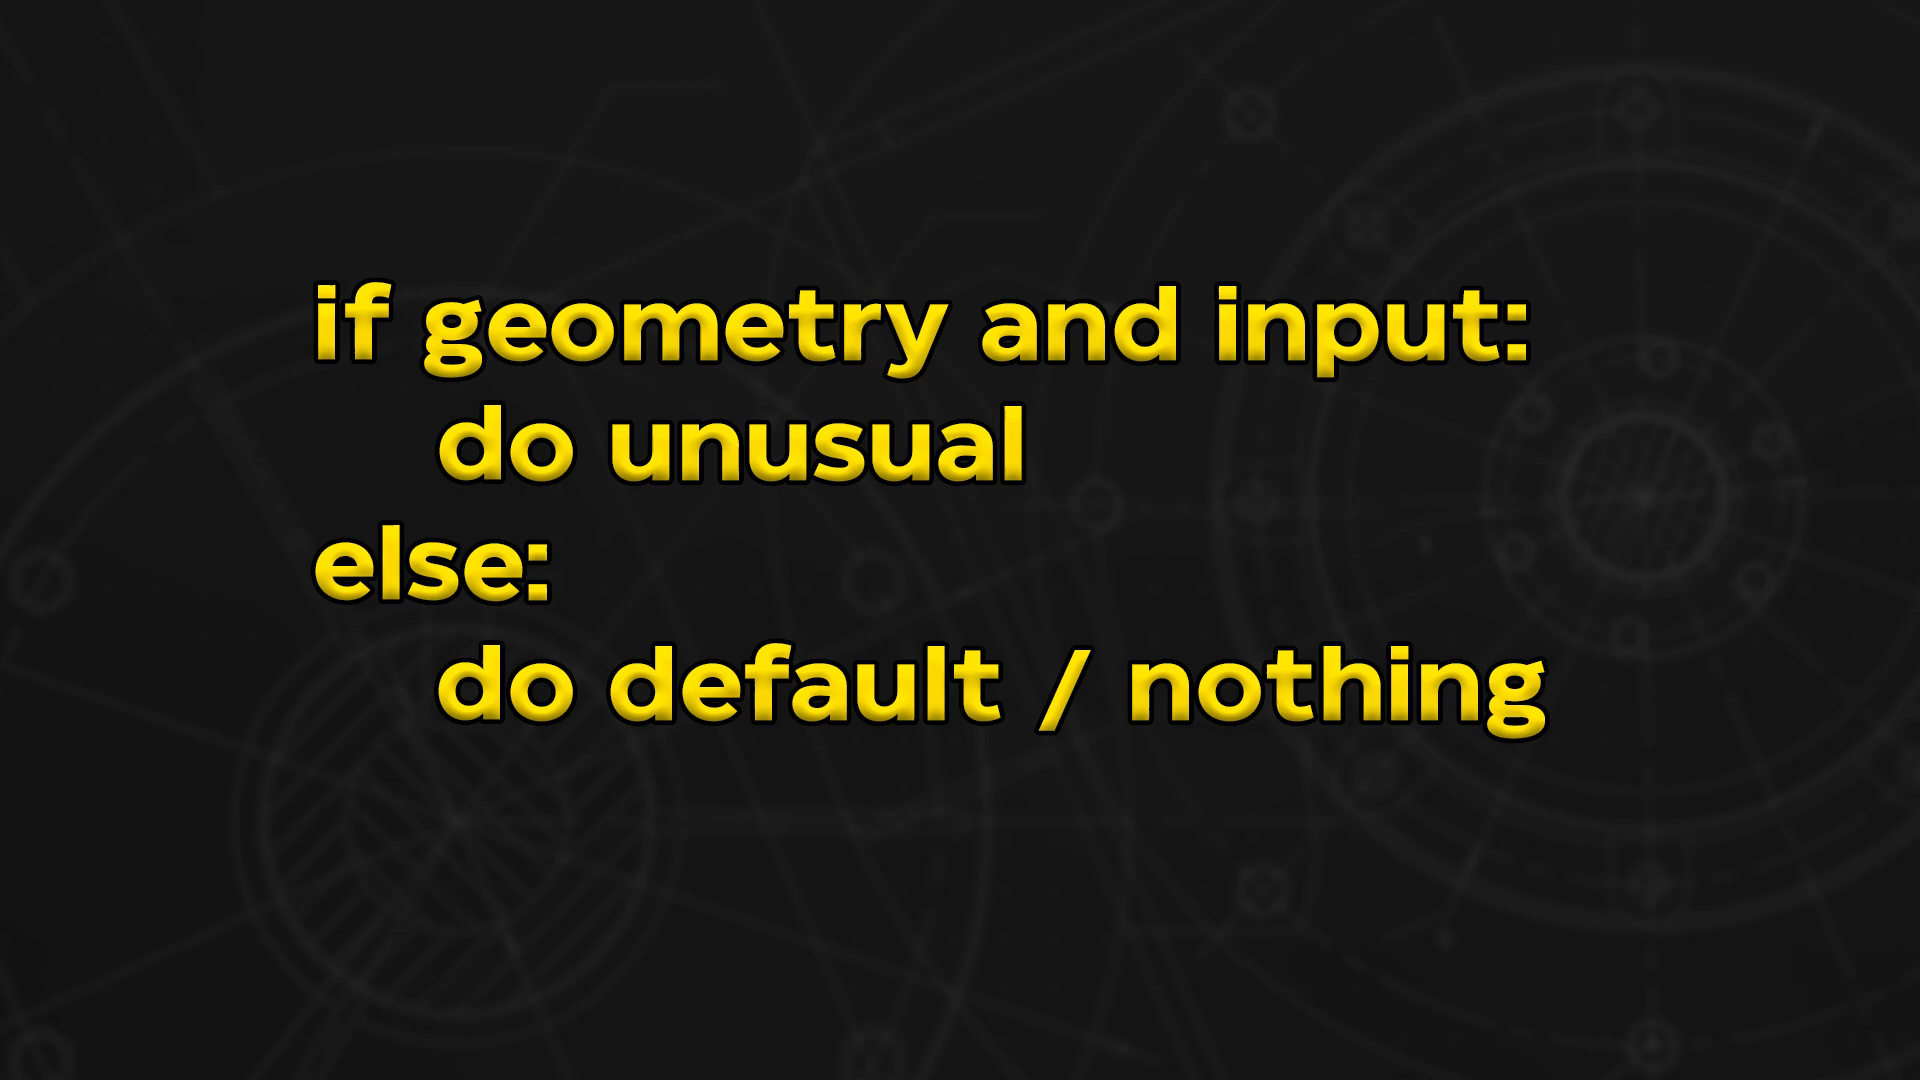 if geometry and input:
do unusual
else:
do default / nothing